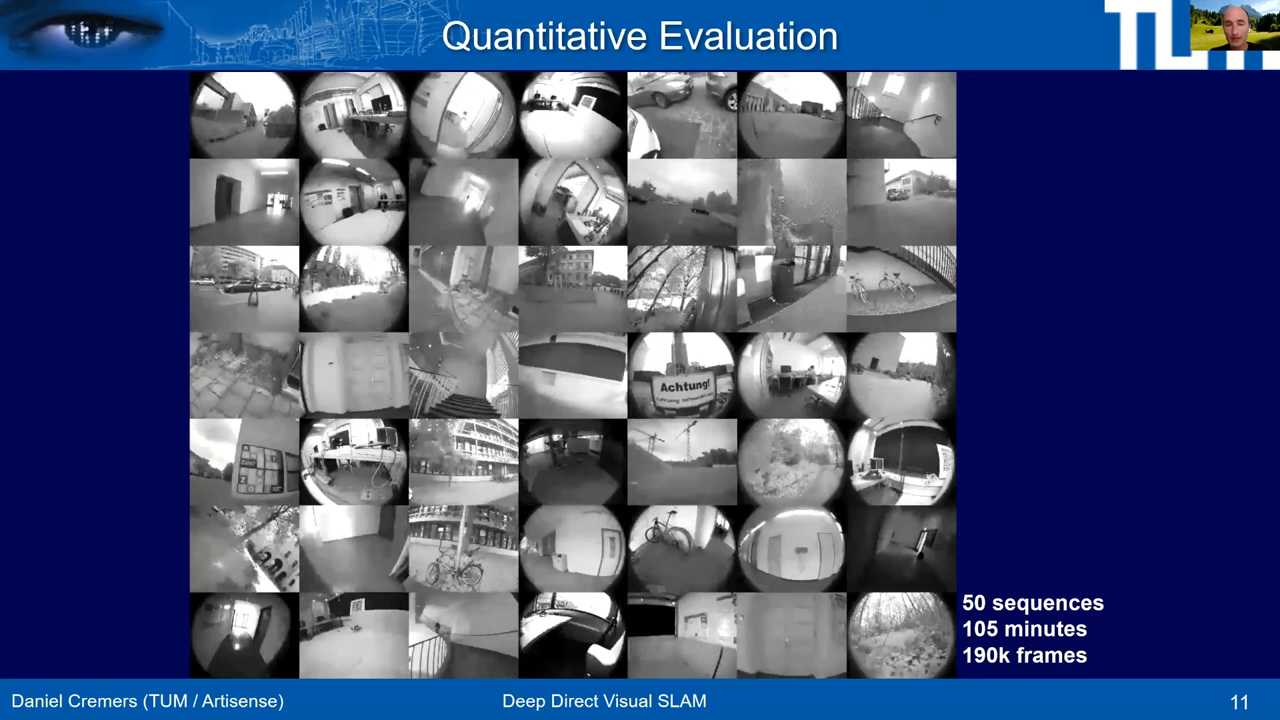 Quantitative Evaluation
Achtung!
50 sequences
105 minutes
190k frames
Daniel Cremers (TUM / Artisense)
Deep Direct Visual SLAM
11